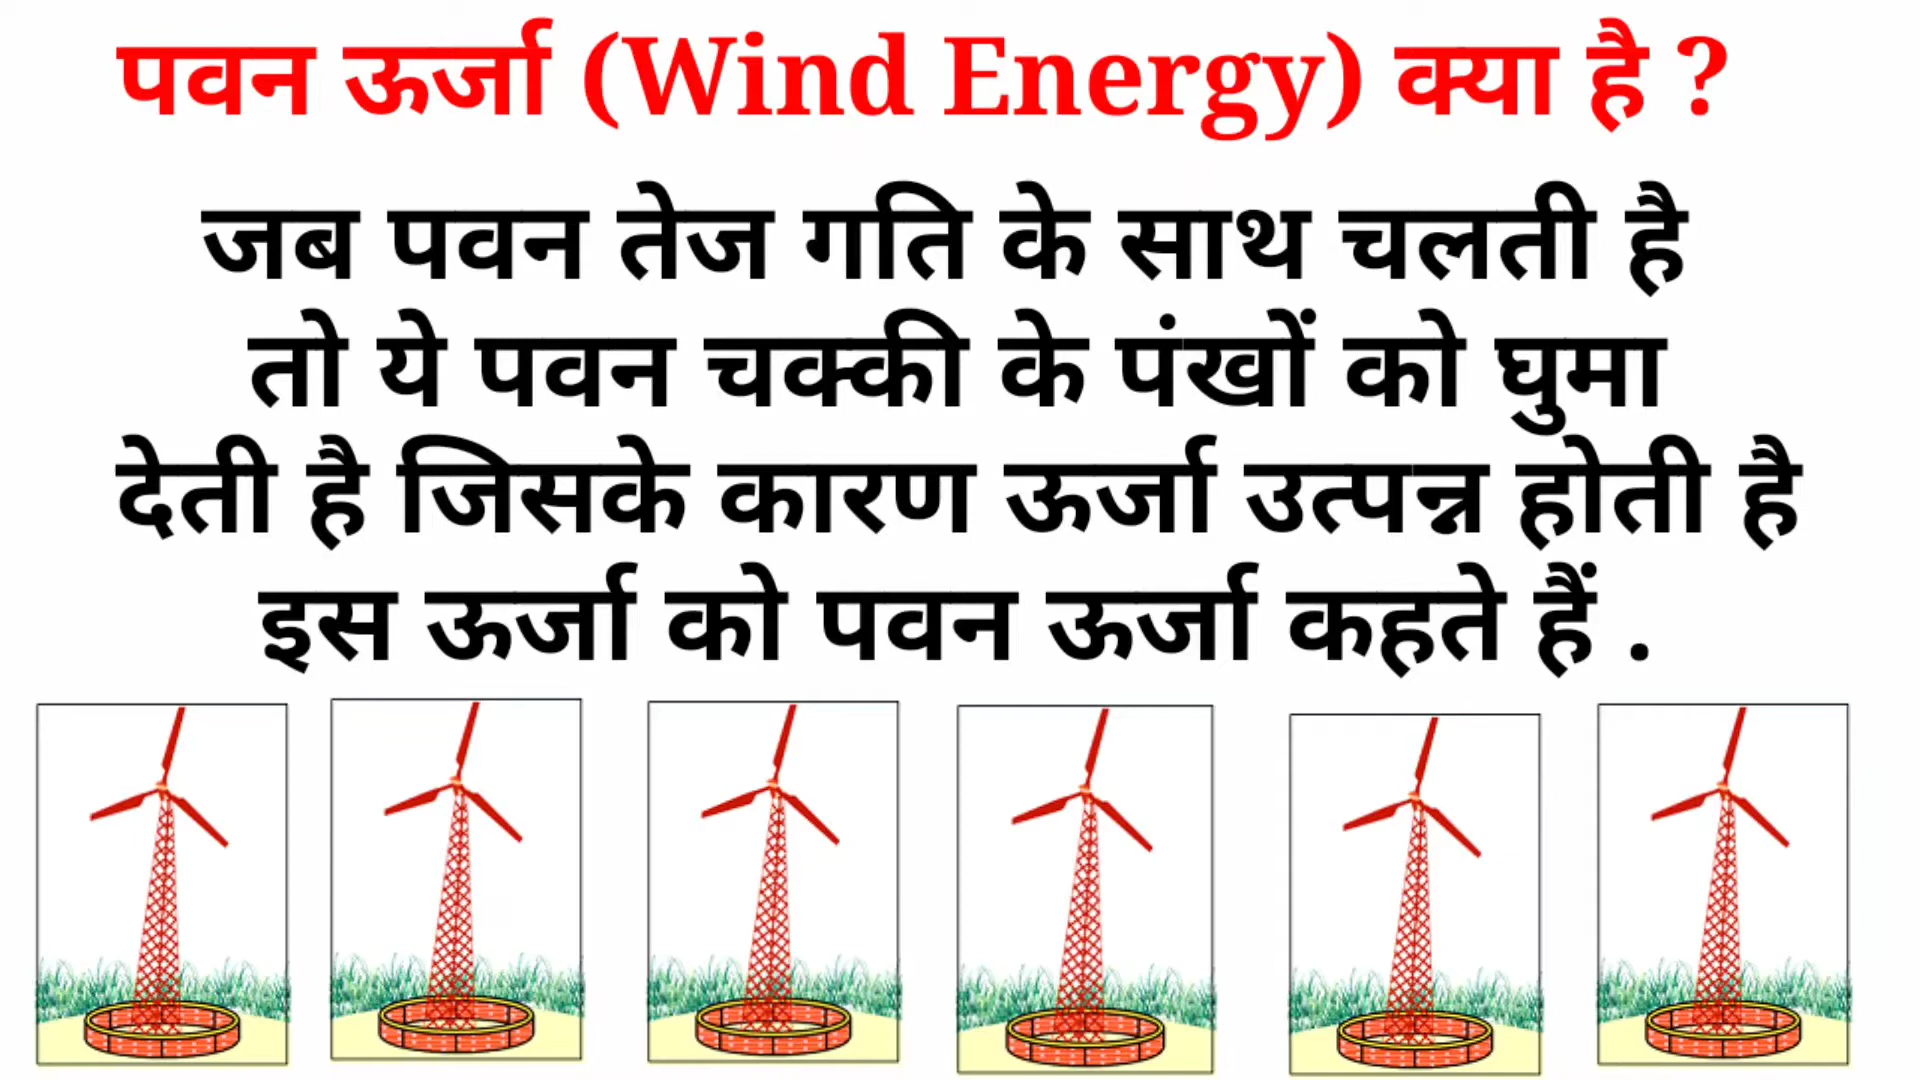 पवन ऊर्जा (Wind Energy) क्या है ?
जब पवन तेज गति के साथ चलती है
तो ये पवन चक्की के पंखों को घुमा
देती है जिसके कारण ऊर्जा उत्पन्न होती है
इस ऊर्जा को पवन ऊर्जा कहते हैं .